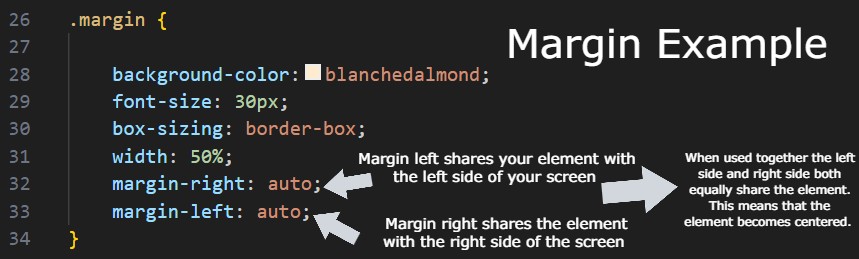 Margin Example
26 .margin {
27
28 background-color: blanchedalmond;
29 font-size: 30px;
30 box-sizing: border-box;
31 width: 50%;
32 margin-right: auto;
33 margin-left: auto;
34 }
Margin left shares your element with
the left side of your screen
Margin right shares the element
with the right side of the screen
When used together the left
side and right side both
equally share the element.
This means that the
element becomes centered.